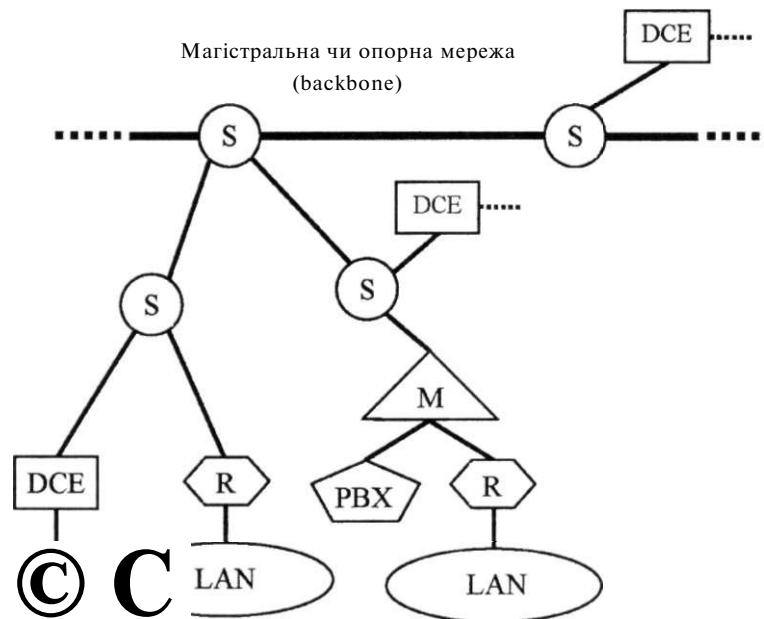 DCE
Магістральна чи опорна мережа
(backbone)
S
S
DCE
S
S
M
DCE
R
PBX
R
© C
LAN
LAN